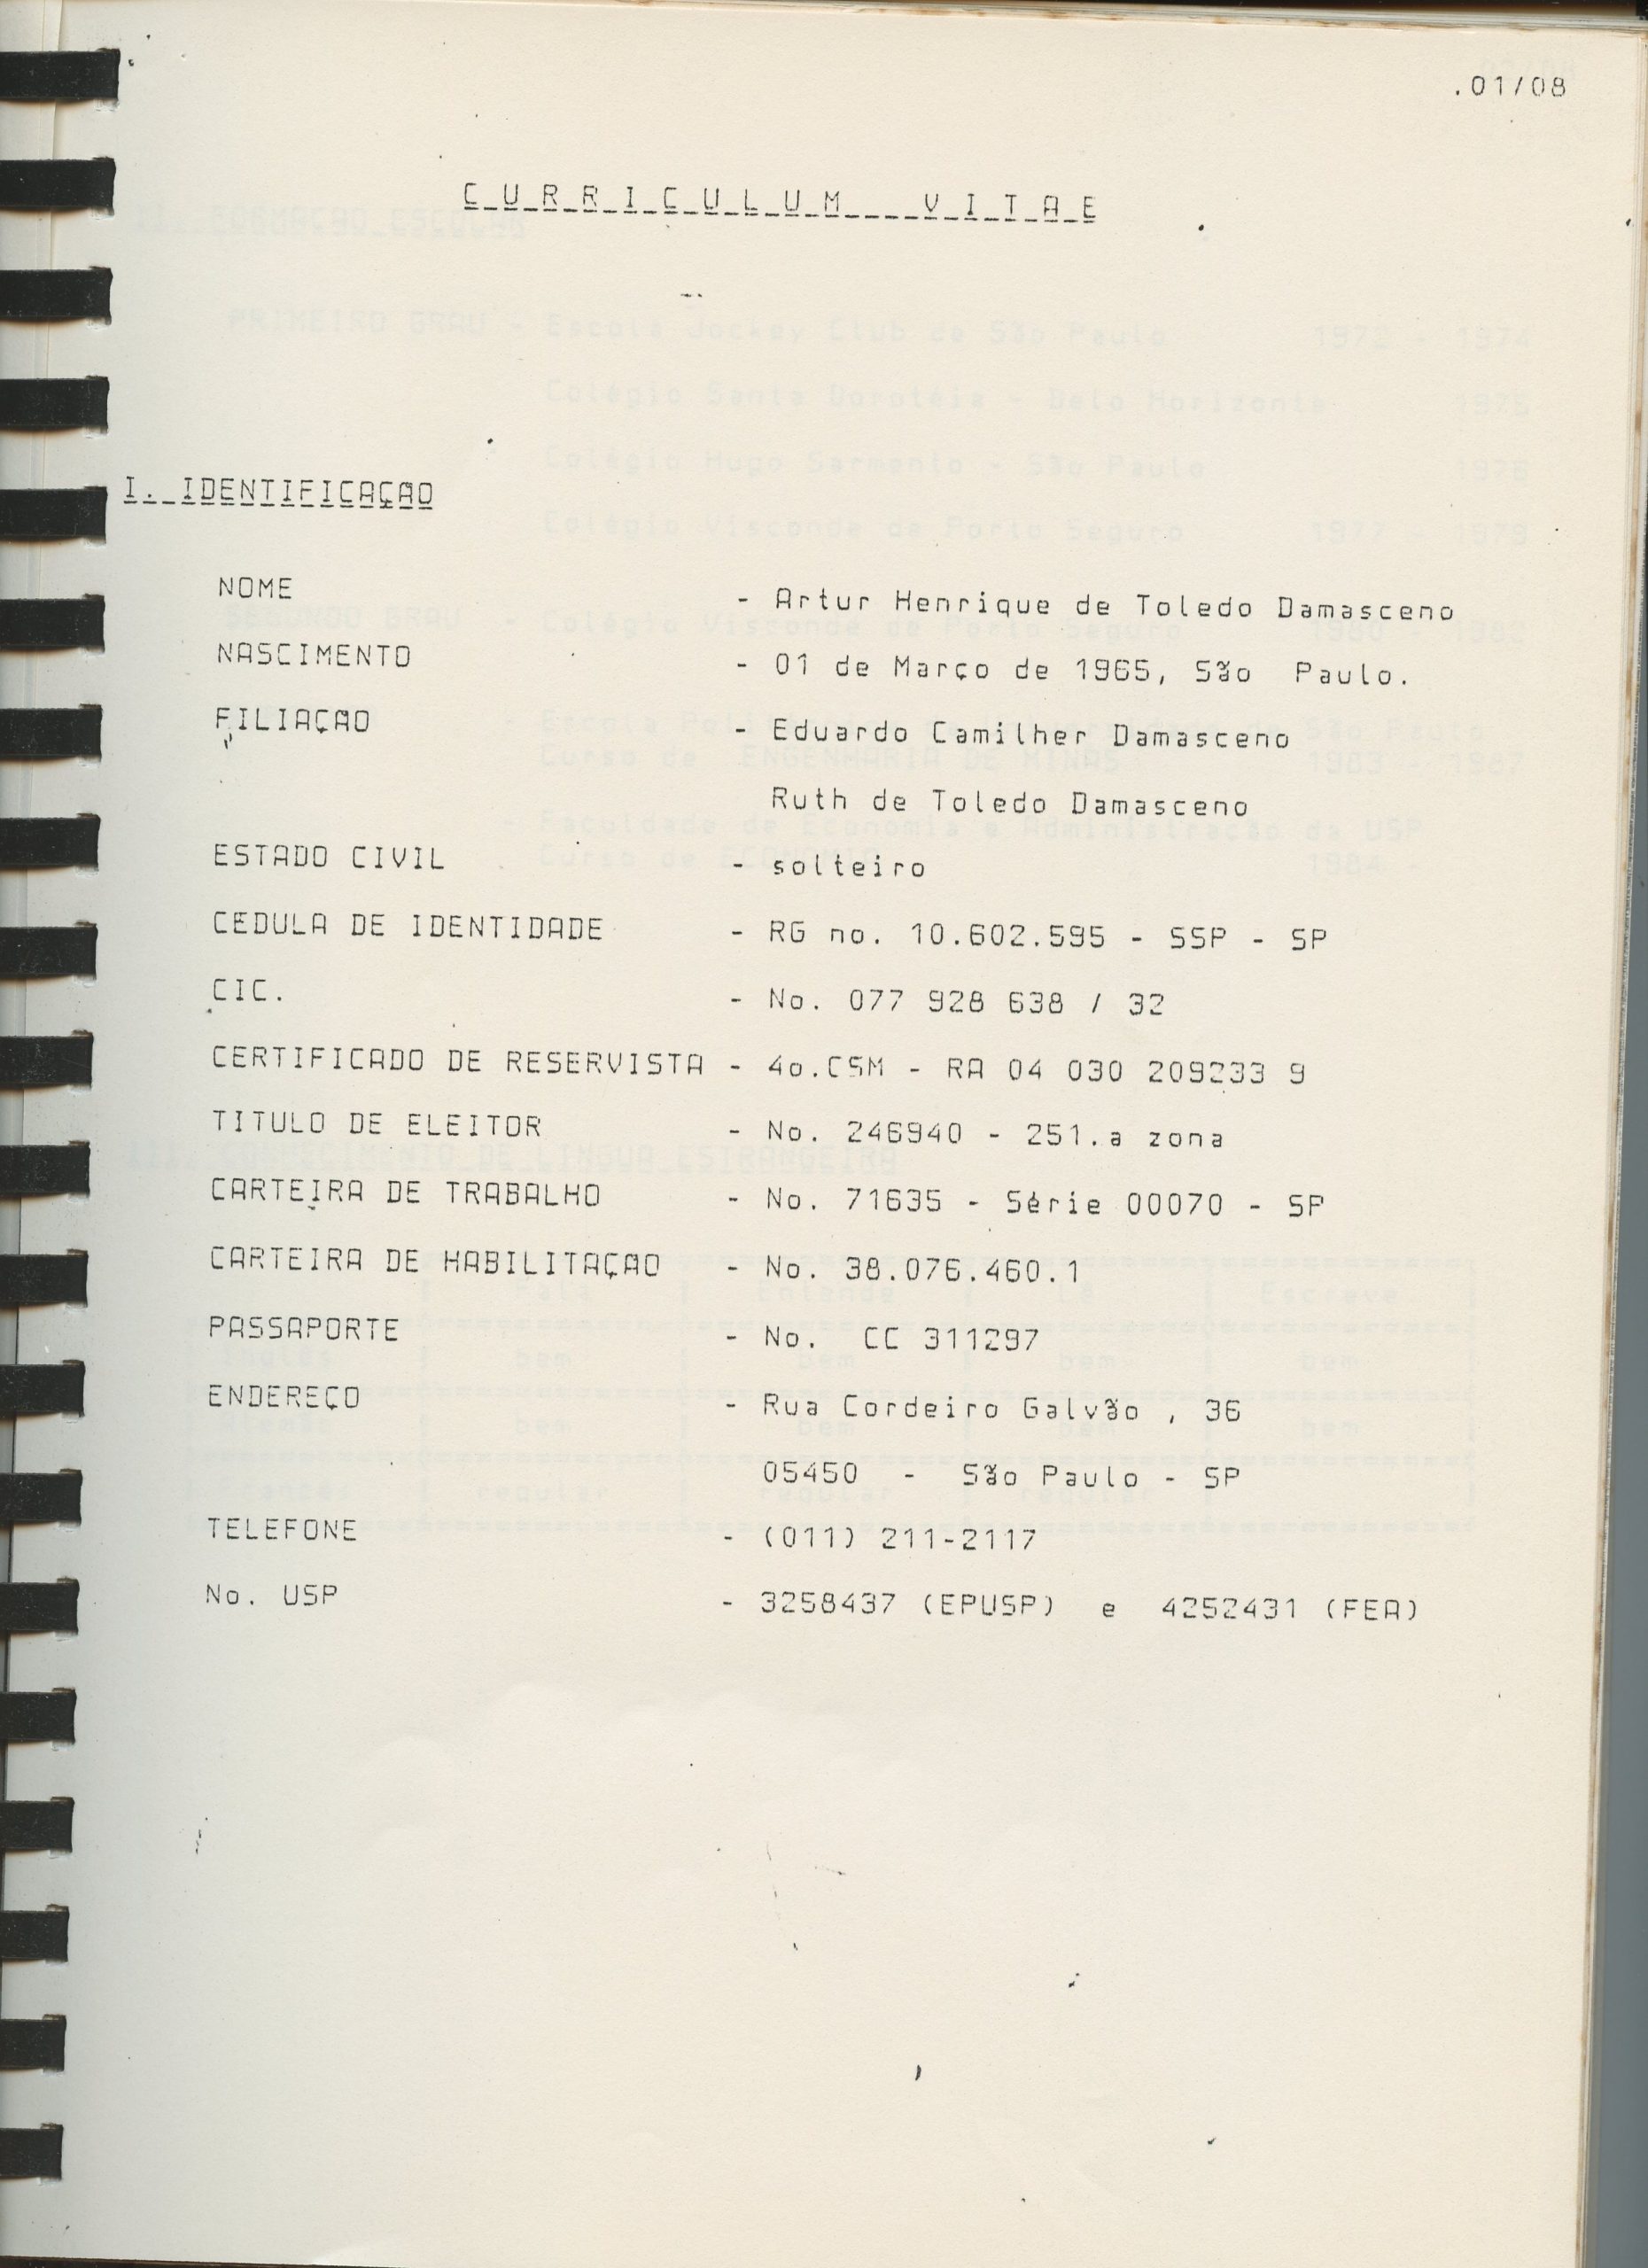 .01/08
C U R R I C U L U M   V I T A E
I. IDENTIFICAÇAO
NOME - Artur Henrique de Toledo Damasceno
NASCIMENTO - 01 de Março de 1965, São Paulo.
FILIAÇAO - Eduardo Camilher Damasceno
Ruth de Toledo Damasceno
ESTADO CIVIL - solteiro
CEDULA DE IDENTIDADE - RG no. 10.602.595 - SSP - SP
CIC. - No. 077 928 638 / 32
CERTIFICADO DE RESERVISTA - 4o.CSM - RA 04 030 209233 9
TITULO DE ELEITOR - No. 246940 - 251.a zona
CARTEIRA DE TRABALHO - No. 71635 - Série 00070 - SP
CARTEIRA DE HABILITAÇAO - No. 38.076.460.1
PASSAPORTE - No. CC 311297
ENDEREÇO - Rua Cordeiro Galvão , 36
05450 - São Paulo - SP
TELEFONE - (011) 211-2117
No. USP - 3258437 (EPUSP) e 4252431 (FEA)